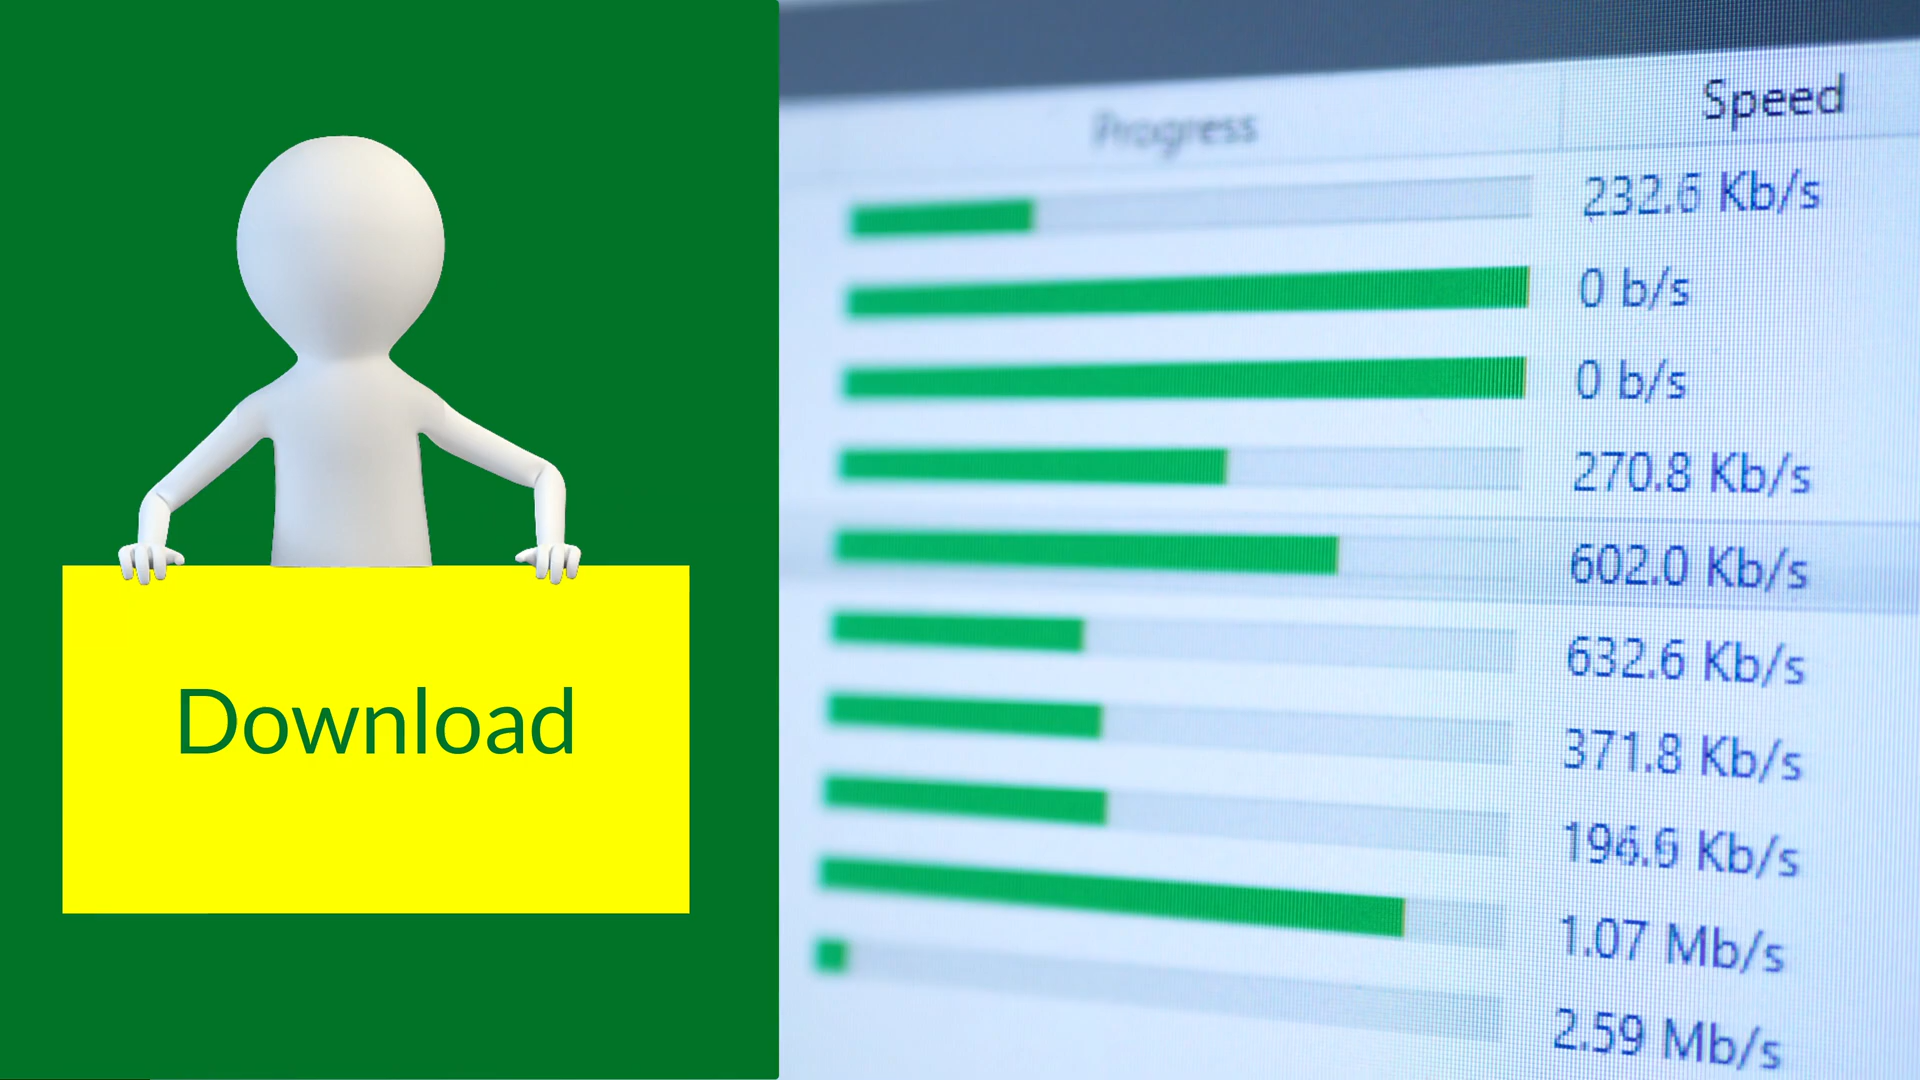 Download
Progress Speed
232.6 Kb/s
0 b/s
0 b/s
270.8 Kb/s
602.0 Kb/s
632.6 Kb/s
371.8 Kb/s
196.6 Kb/s
1.07 Mb/s
2.59 Mb/s